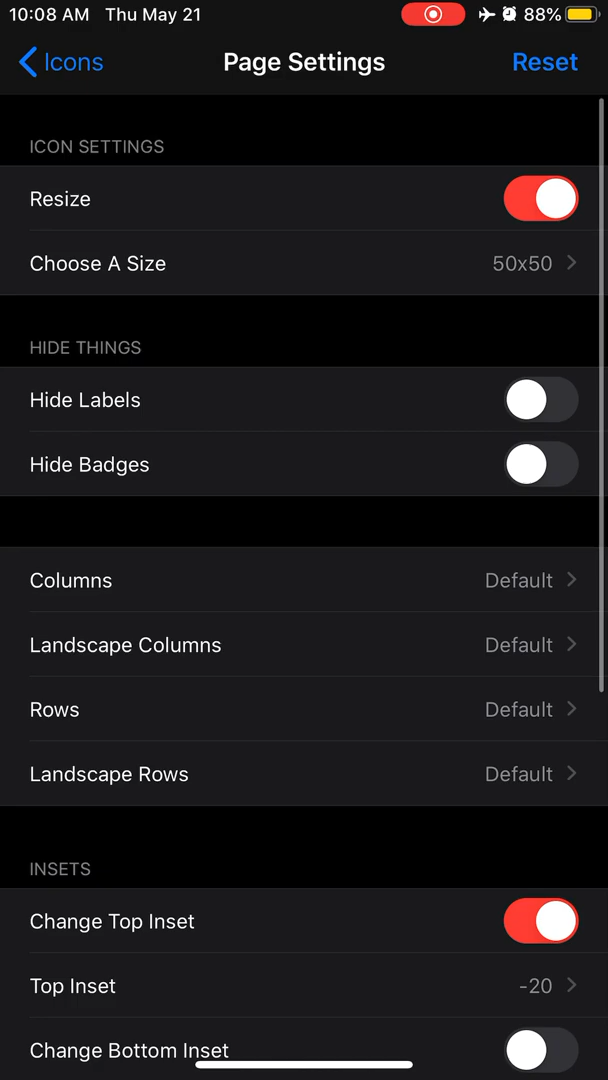 10:08 AM Thu May 21 88%
Icons Page Settings Reset
ICON SETTINGS
Resize
Choose A Size 50x50
HIDE THINGS
Hide Labels
Hide Badges
Columns Default
Landscape Columns Default
Rows Default
Landscape Rows Default
INSETS
Change Top Inset
Top Inset -20
Change Bottom Inset